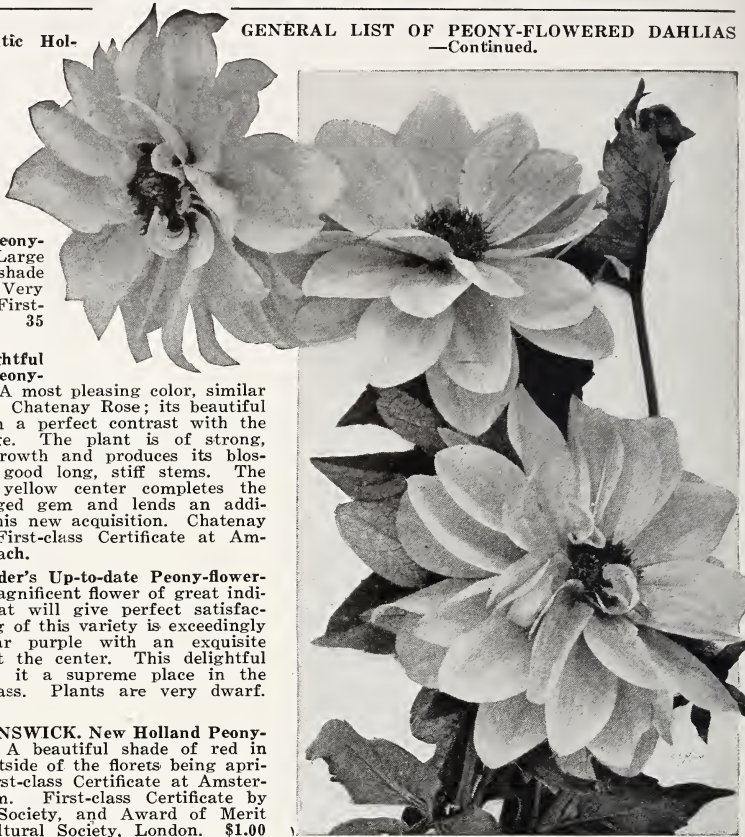 tic Hol-
GENERAL LIST OF PEONY-FLOWERED DAHLIAS
—Continued.
eony-
Large
shade
Very
First-
35
htful
eony-
A most pleasing color, similar
Chatenay Rose; its beautiful
a perfect contrast with the
e. The plant is of strong,
rowth and produces its blos-
good long, stiff stems. The
yellow center completes the
ged gem and lends an addi-
his new acquisition. Chatenay
First-class Certificate at Am-
ach.
der's Up-to-date Peony-flower-
agnificent flower of great indi-
at will give perfect satisfac-
g of this variety is exceedingly
ar purple with an exquisite
t the center. This delightful
it a supreme place in the
ass. Plants are very dwarf.
NSWICK. New Holland Peony-
A beautiful shade of red in
tside of the florets being apri-
rst-class Certificate at Amster-
m. First-class Certificate by
Society, and Award of Merit
ltural Society, London. $1.00